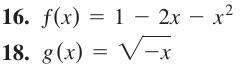 16. f(x) = 1 − 2x − x²
18. g(x) = √−x